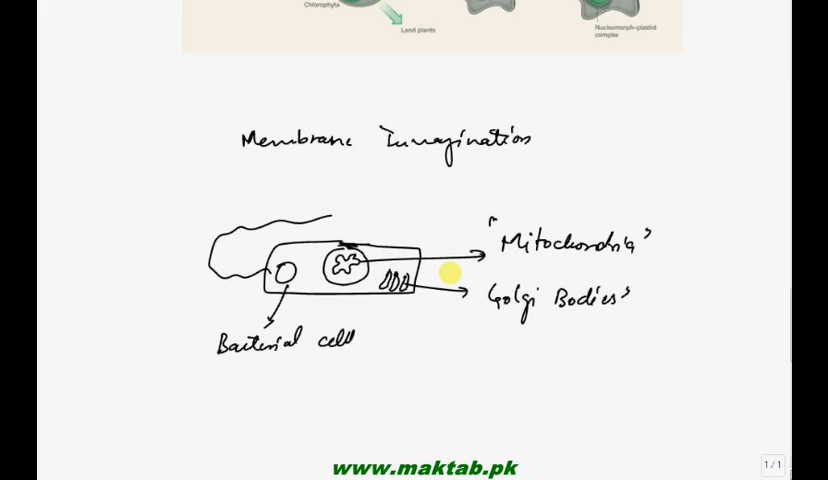 Chlorophyta
Land plants
Nucleomorph-plastid
complex
Membrane Invagination
"Mitochondria"
Golgi Bodies"
Bacterial cell
www.maktab.pk
1/1